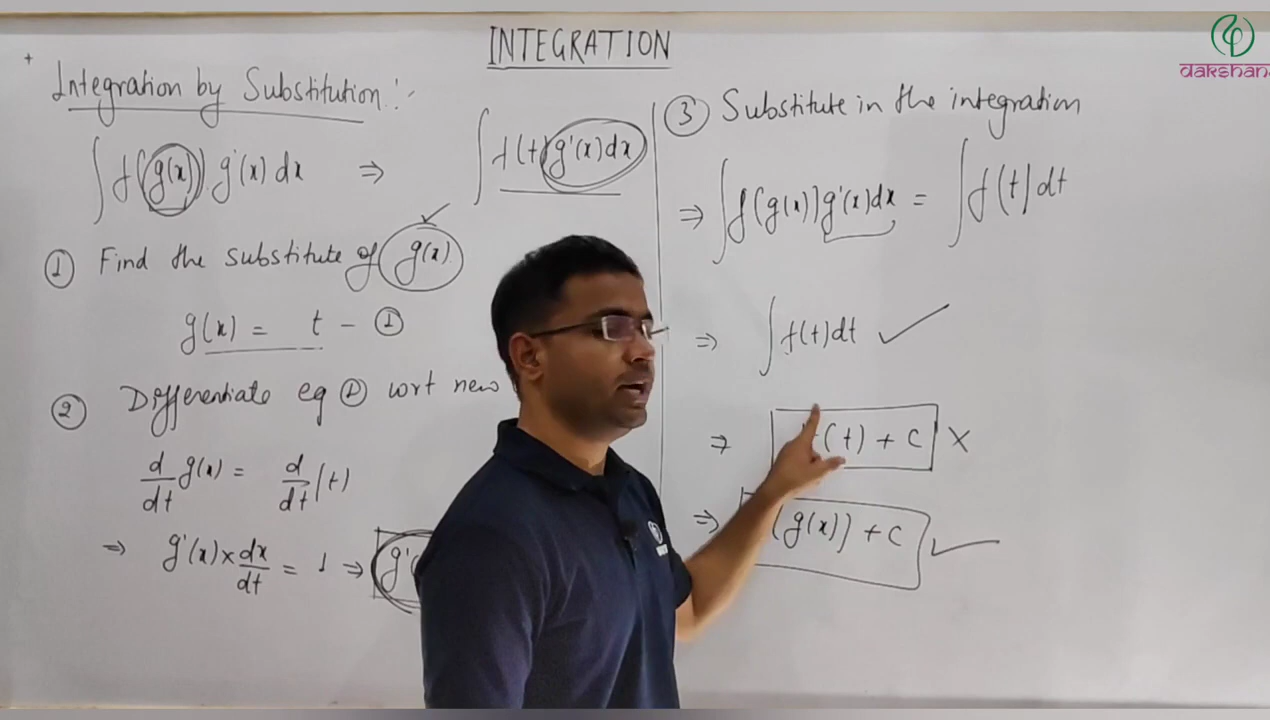 INTEGRATION
dakshana
Integration by Substitution :-
∫ f(g(x)). g'(x) dx ⇒ ∫ f(t) g'(x) dx
① Find the substitute of g(x).
g(x) = t - ①
② Differentiate eq ① wrt new
d/dt g(x) = d/dt (t)
⇒ g'(x) × dx/dt = 1 ⇒ g'(
③ Substitute in the integration
⇒ ∫ f(g(x)) g'(x) dx = ∫ f(t) dt
⇒ ∫ f(t) dt ✓
⇒ (t) + C ×
⇒ (g(x)) + C ✓